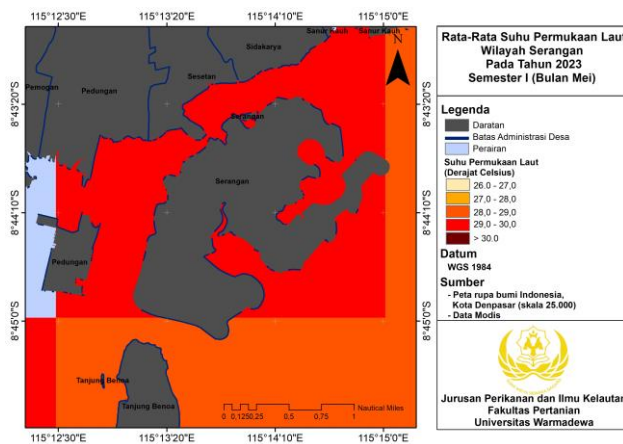 115°12'30"E 115°13'20"E 115°14'10"E 115°15'0"E
Sanur Kauh Sanur Kauh
N
Sidakarya
Sesetan
Pemogan
Pedungan
8°43'20"S 8°43'20"S
Serangan
Serangan
8°44'10"S 8°44'10"S
Pedungan
8°45'0"S 8°45'0"S
Tanjung Benoa
Tanjung Benoa
Nautical Miles
0 0,125 0,25 0,5 0,75 1
115°12'30"E 115°13'20"E 115°14'10"E 115°15'0"E
Rata-Rata Suhu Permukaan Laut
Wilayah Serangan
Pada Tahun 2023
Semester I (Bulan Mei)
Legenda
Daratan
Batas Administrasi Desa
Perairan
Suhu Permukaan Laut
(Derajat Celsius)
26.0 - 27,0
27,0 - 28,0
28,0 - 29,0
29,0 - 30,0
> 30.0
Datum
WGS 1984
Sumber
- Peta rupa bumi Indonesia,
Kota Denpasar (skala 25.000)
- Data Modis
Jurusan Perikanan dan Ilmu Kelautan
Fakultas Pertanian
Universitas Warmadewa